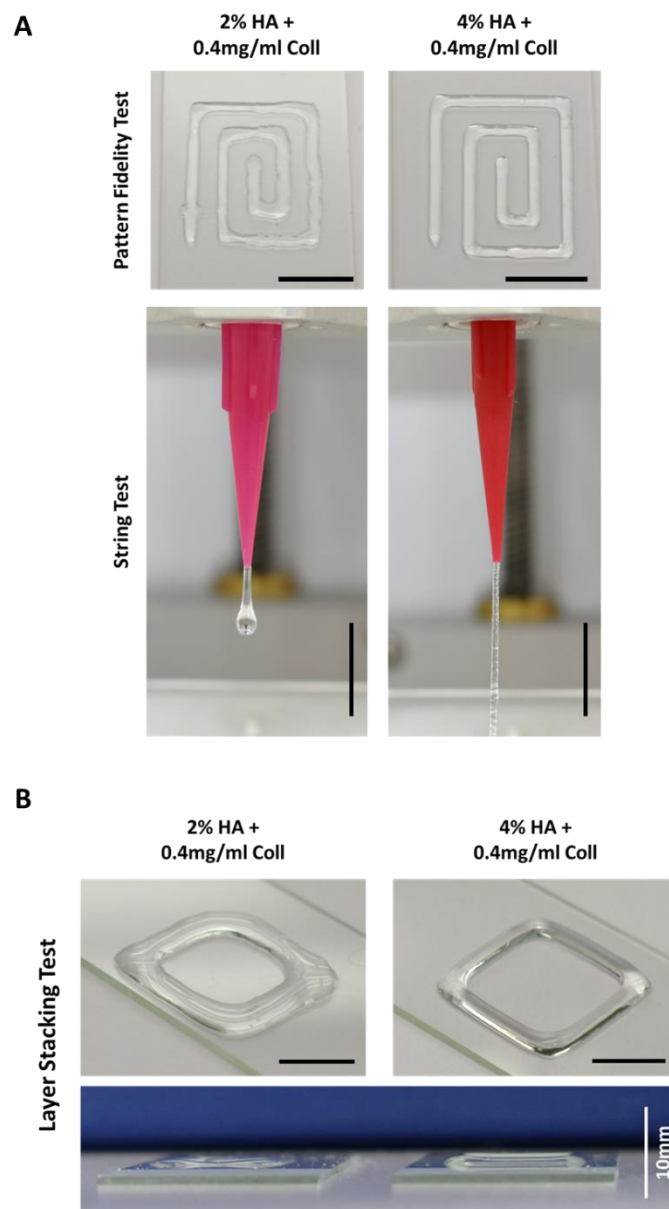 A
2% HA +
0.4mg/ml Coll
4% HA +
0.4mg/ml Coll
Pattern Fidelity Test
String Test
B
2% HA +
0.4mg/ml Coll
4% HA +
0.4mg/ml Coll
Layer Stacking Test
10mm